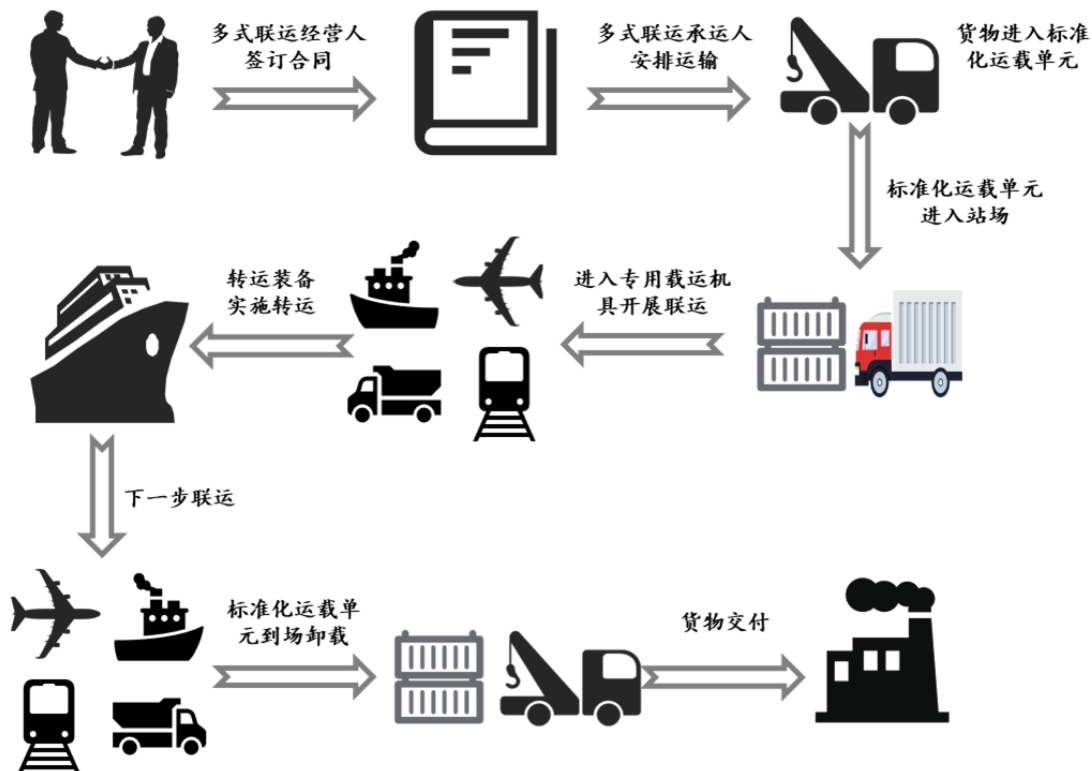 多式联运经营人
签订合同
多式联运承运人
安排运输
货物进入标准
化运载单元
标准化运载单元
进入站场
进入专用载运机
具开展联运
转运装备
实施转运
下一步联运
标准化运载单
元到场卸载
货物交付